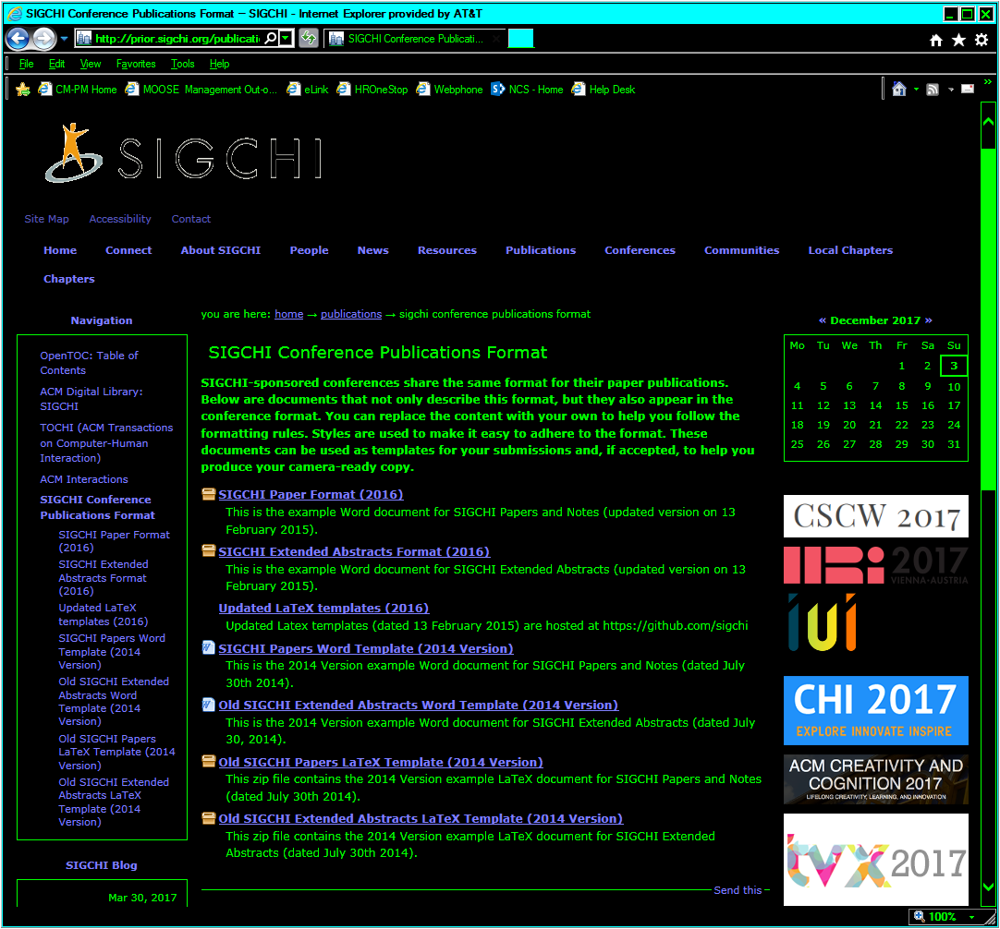 SIGCHI Conference Publications Format — SIGCHI - Internet Explorer provided by AT&T
http://prior.sigchi.org/publicati
SIGCHI Conference Publicati...
File Edit View Favorites Tools Help
CM-PM Home MOOSE Management Out-o... eLink HROneStop Webphone NCS - Home Help Desk
SIGCHI
Site Map Accessibility Contact
Home Connect About SIGCHI People News Resources Publications Conferences Communities Local Chapters
Chapters
Navigation
OpenTOC: Table of
Contents
ACM Digital Library:
SIGCHI
TOCHI (ACM Transactions
on Computer-Human
Interaction)
ACM Interactions
SIGCHI Conference
Publications Format
SIGCHI Paper Format
(2016)
SIGCHI Extended
Abstracts Format
(2016)
Updated LaTeX
templates (2016)
SIGCHI Papers Word
Template (2014
Version)
Old SIGCHI Extended
Abstracts Word
Template (2014
Version)
Old SIGCHI Papers
LaTeX Template (2014
Version)
Old SIGCHI Extended
Abstracts LaTeX
Template (2014
Version)
SIGCHI Blog
Mar 30, 2017
you are here: home → publications → sigchi conference publications format
SIGCHI Conference Publications Format
SIGCHI-sponsored conferences share the same format for their paper publications.
Below are documents that not only describe this format, but they also appear in the
conference format. You can replace the content with your own to help you follow the
formatting rules. Styles are used to make it easy to adhere to the format. These
documents can be used as templates for your submissions and, if accepted, to help you
produce your camera-ready copy.
SIGCHI Paper Format (2016)
This is the example Word document for SIGCHI Papers and Notes (updated version on 13
February 2015).
SIGCHI Extended Abstracts Format (2016)
This is the example Word document for SIGCHI Extended Abstracts (updated version on 13
February 2015).
Updated LaTeX templates (2016)
Updated Latex templates (dated 13 February 2015) are hosted at https://github.com/sigchi
SIGCHI Papers Word Template (2014 Version)
This is the 2014 Version example Word document for SIGCHI Papers and Notes (dated July
30th 2014).
Old SIGCHI Extended Abstracts Word Template (2014 Version)
This is the 2014 Version example Word document for SIGCHI Extended Abstracts (dated July
30, 2014).
Old SIGCHI Papers LaTeX Template (2014 Version)
This zip file contains the 2014 Version example LaTeX document for SIGCHI Papers and Notes
(dated July 30th 2014).
Old SIGCHI Extended Abstracts LaTeX Template (2014 Version)
This zip file contains the 2014 Version example LaTeX document for SIGCHI Extended
Abstracts (dated July 30th 2014).
Send this
« December 2017 »
Mo Tu We Th Fr Sa Su
1 2 3
4 5 6 7 8 9 10
11 12 13 14 15 16 17
18 19 20 21 22 23 24
25 26 27 28 29 30 31
CSCW 2017
HRi 2017
VIENNA•AUSTRIA
iUi
CHI 2017
EXPLORE INNOVATE INSPIRE
ACM CREATIVITY AND
COGNITION 2017
LIFELONG CREATIVITY, LEARNING, AND INNOVATION
tvx2017
100%